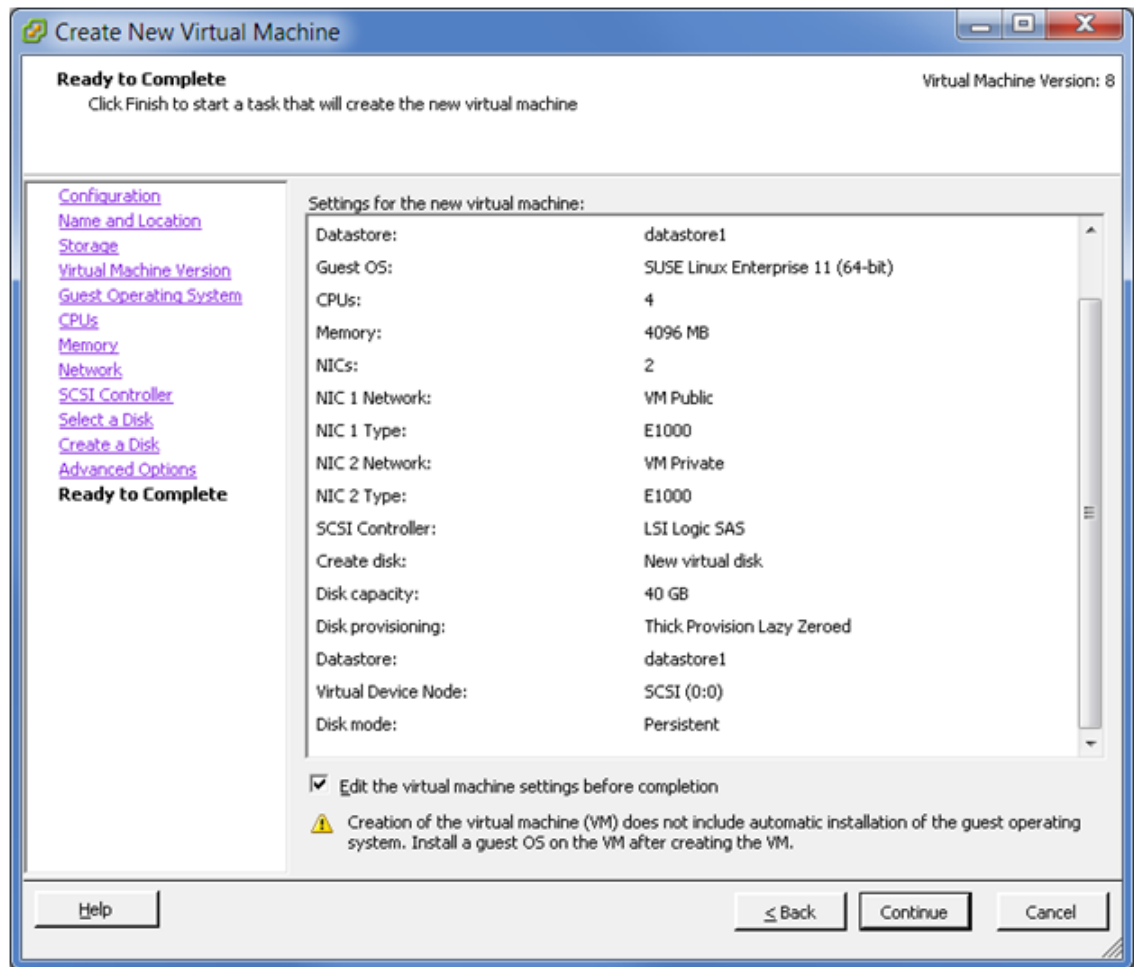 Create New Virtual Machine
Ready to Complete
Virtual Machine Version: 8
Click Finish to start a task that will create the new virtual machine
Configuration
Name and Location
Storage
Virtual Machine Version
Guest Operating System
CPUs
Memory
Network
SCSI Controller
Select a Disk
Create a Disk
Advanced Options
Ready to Complete
Settings for the new virtual machine:
Datastore: datastore1
Guest OS: SUSE Linux Enterprise 11 (64-bit)
CPUs: 4
Memory: 4096 MB
NICs: 2
NIC 1 Network: VM Public
NIC 1 Type: E1000
NIC 2 Network: VM Private
NIC 2 Type: E1000
SCSI Controller: LSI Logic SAS
Create disk: New virtual disk
Disk capacity: 40 GB
Disk provisioning: Thick Provision Lazy Zeroed
Datastore: datastore1
Virtual Device Node: SCSI (0:0)
Disk mode: Persistent
Edit the virtual machine settings before completion
Creation of the virtual machine (VM) does not include automatic installation of the guest operating
system. Install a guest OS on the VM after creating the VM.
Help
< Back
Continue
Cancel